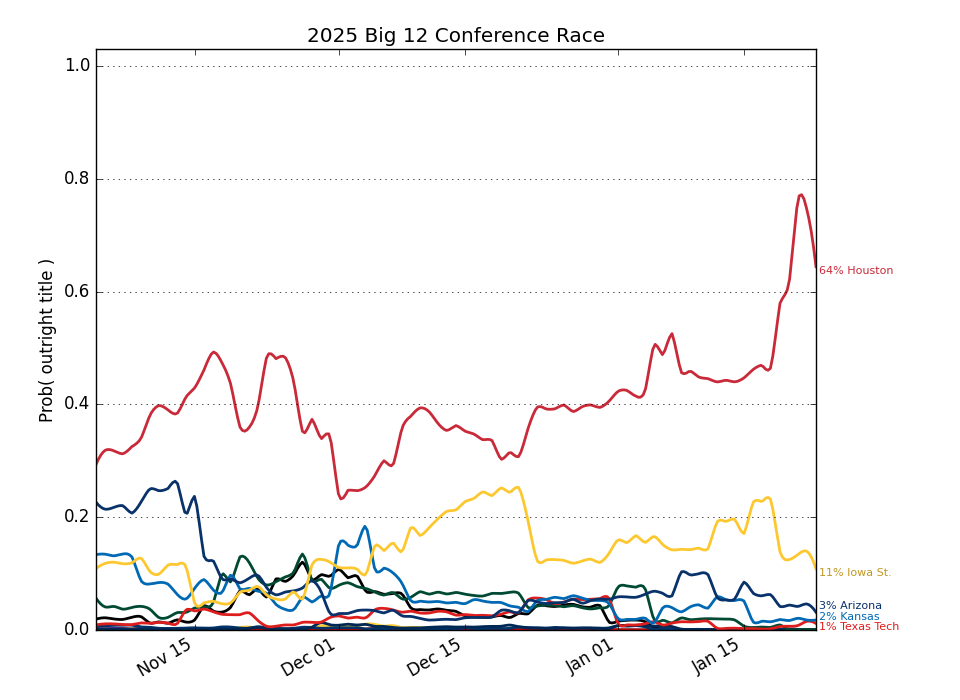 2025 Big 12 Conference Race
Prob( outright title )
1.0
0.8
0.6
0.4
0.2
0.0
64% Houston
11% Iowa St.
3% Arizona
2% Kansas
1% Texas Tech
Nov 15
Dec 01
Dec 15
Jan 01
Jan 15